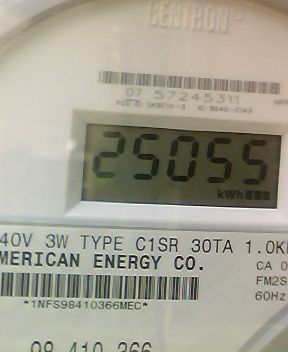 CENTRON®
07 57245311
25055
kWh
40V 3W TYPE C1SR 30TA 1.0K
MERICAN ENERGY CO.
CA 0
FM2S
60Hz
*1NFS98410366MEC*
98 410 366